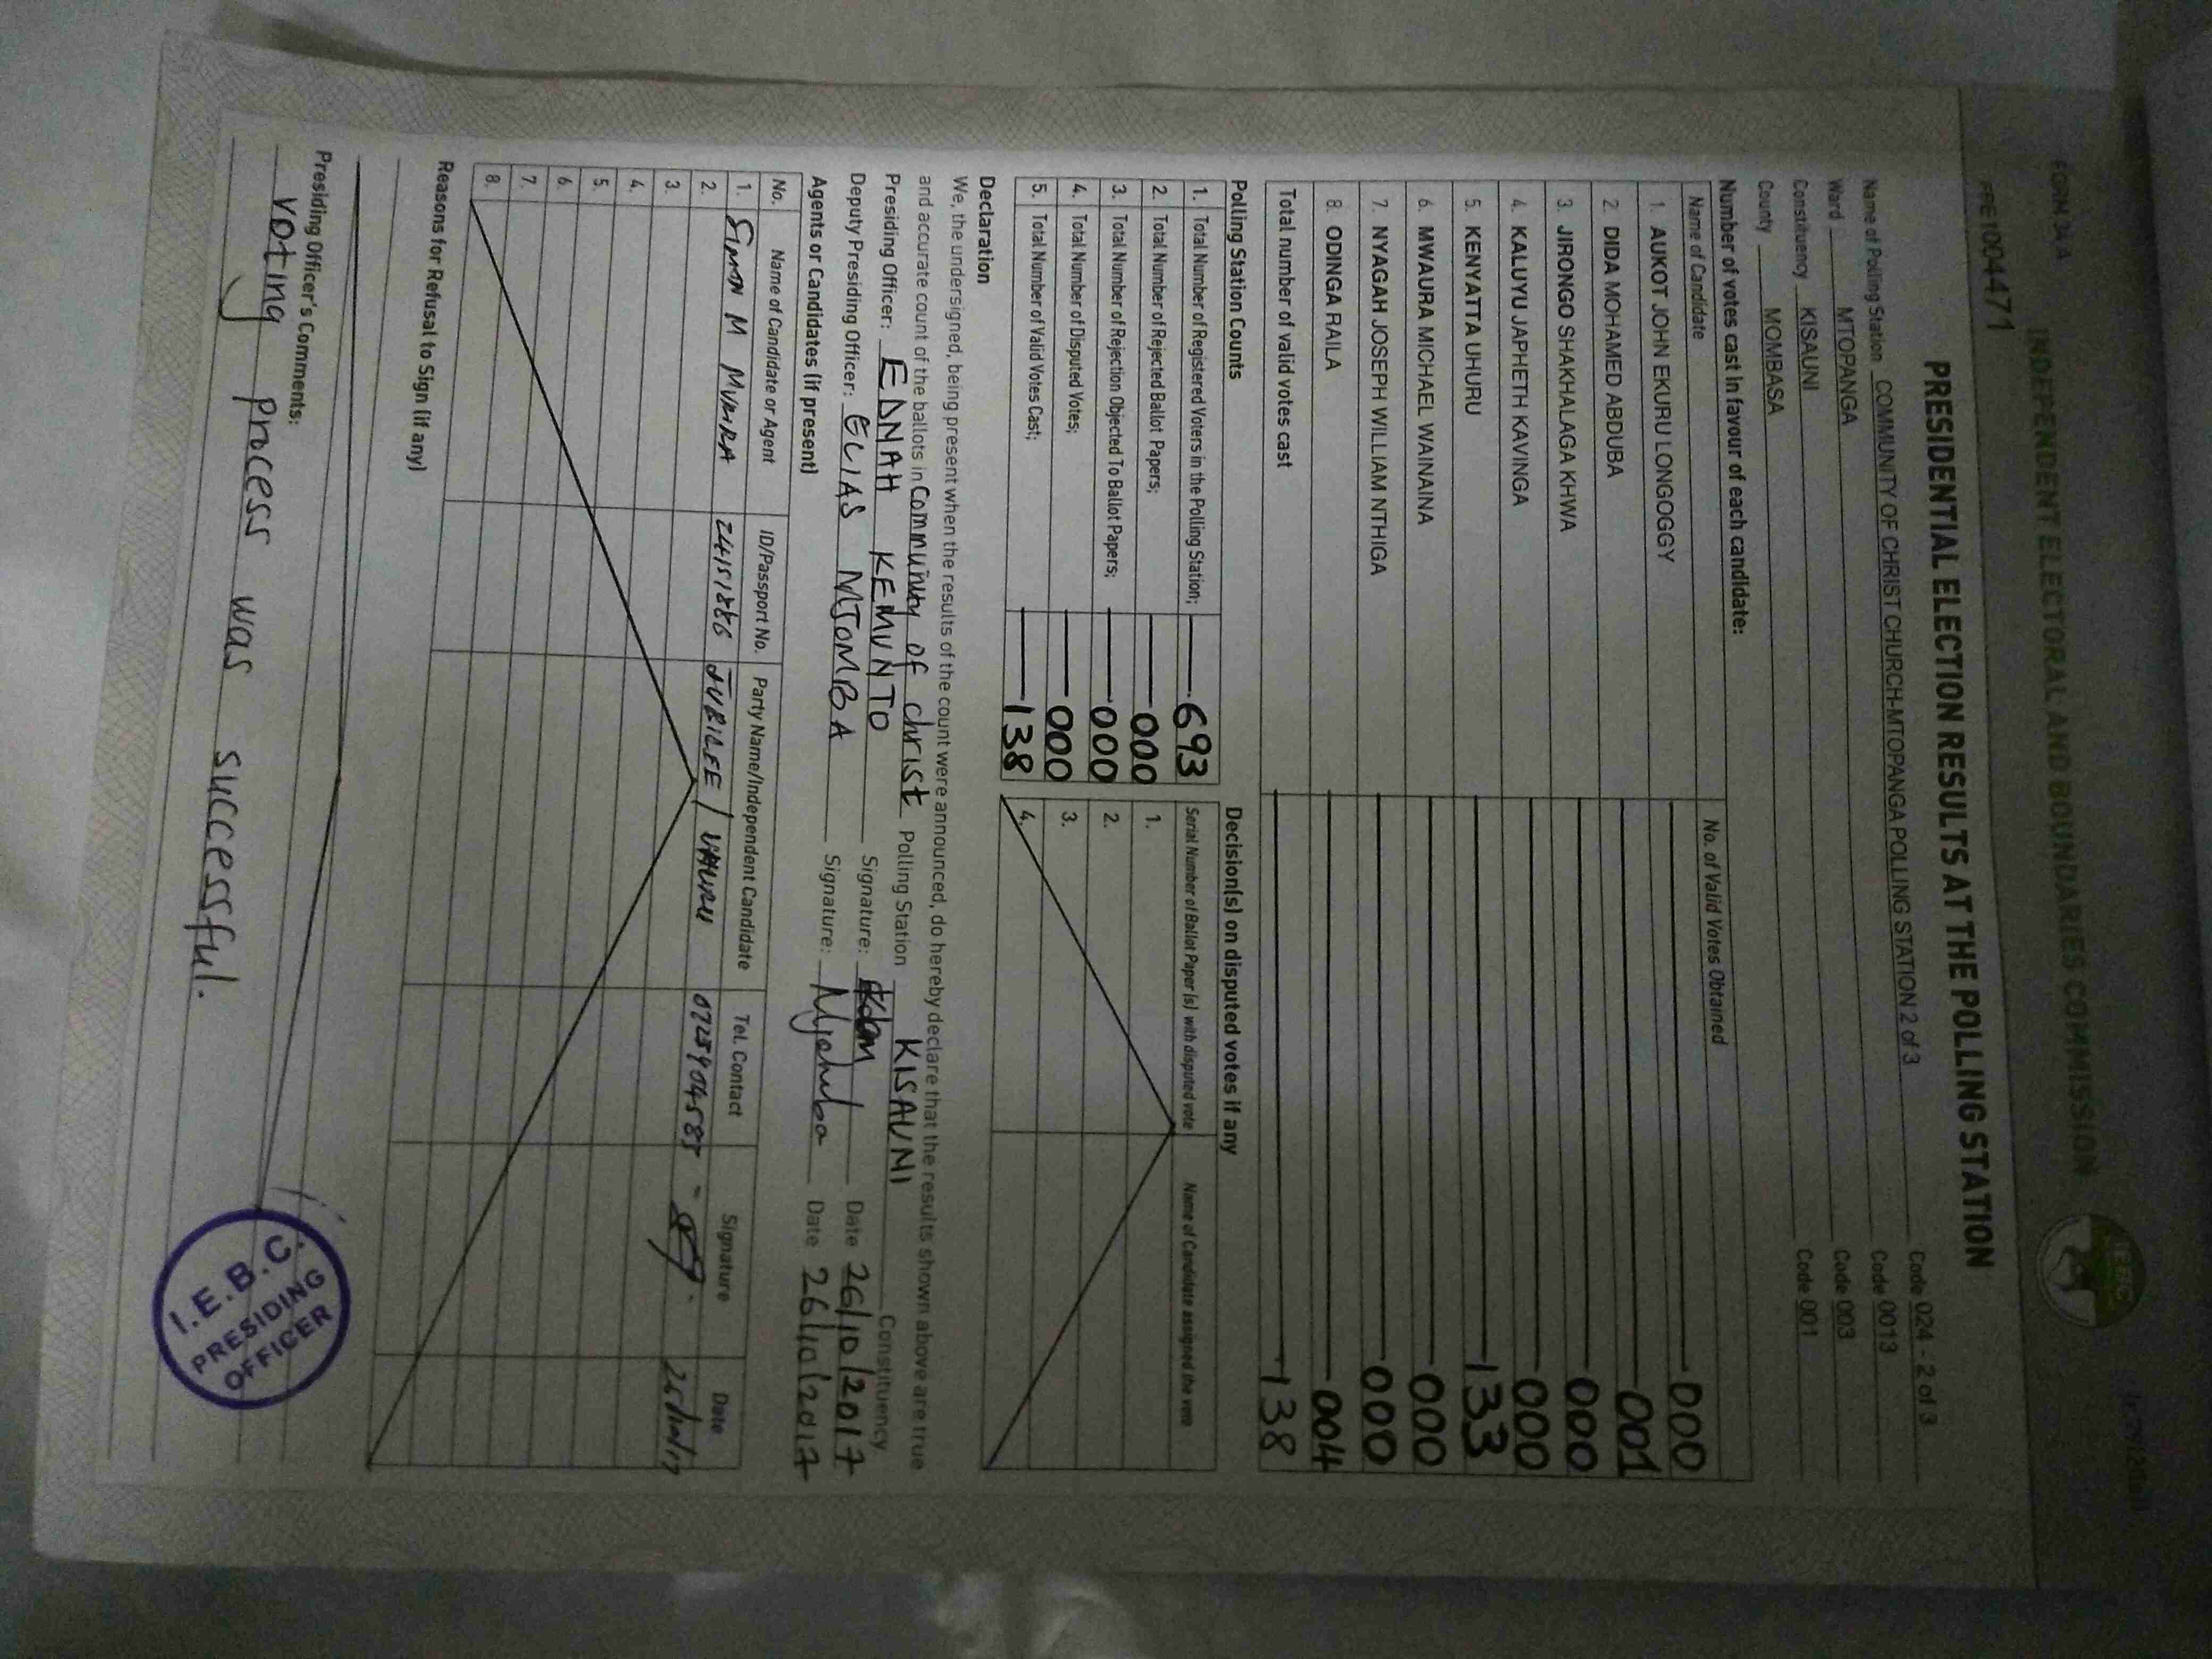 FORM 34A
INDEPENDENT ELECTORAL AND BOUNDARIES COMMISSION
IEBC
PRE1004471
PRESIDENTIAL ELECTION RESULTS AT THE POLLING STATION
Name of Polling Station COMMUNITY OF CHRIST CHURCH-MTOPANGA POLLING STATION 2 of 3 Code 024 - 2 of 3
Ward MTOPANGA Code 0013
Constituency KISAUNI Code 003
County MOMBASA Code 001
Number of votes cast in favour of each candidate:
Name of Candidate No. of Valid Votes Obtained
1. AUKOT JOHN EKURU LONGOGGY 000
2. DIDA MOHAMED ABDUBA 001
3. JIRONGO SHAKHALAGA KHWA 000
4. KALUYU JAPHETH KAVINGA 000
5. KENYATTA UHURU 133
6. MWAURA MICHAEL WAINAINA 000
7. NYAGAH JOSEPH WILLIAM NTHIGA 000
8. ODINGA RAILA 004
Total number of valid votes cast 138
Polling Station Counts Decision(s) on disputed votes if any
Serial Number of Ballot Paper (s) with disputed vote Name of Candidate assigned the vote
1. Total Number of Registered Voters in the Polling Station; 693 1.
2. Total Number of Rejected Ballot Papers; 000 2.
3. Total Number of Rejection Objected To Ballot Papers; 000 3.
4. Total Number of Disputed Votes; 000 4.
5. Total Number of Valid Votes Cast; 138
Declaration
We, the undersigned, being present when the results of the count were announced, do hereby declare that the results shown above are true
and accurate count of the ballots in Community of christ Polling Station KISAUNI Constituency
Presiding Officer: EDNAH KEMUNTO Signature: Date 26/10/2017
Deputy Presiding Officer: ELIAS MJOMBA Signature: Mjomba Date 26/10/2017
Agents or Candidates (if present)
No. Name of Candidate or Agent ID/Passport No. Party Name/Independent Candidate Tel. Contact Signature Date
1. SIMON M MVURA 24151886 JUBILEE / UHURU 0725904585 26/10/17
2.
3.
4.
5.
6.
7.
8.
Reasons for Refusal to Sign (if any)
Presiding Officer's Comments:
voting process was successful.
I.E.B.C.
PRESIDING
OFFICER